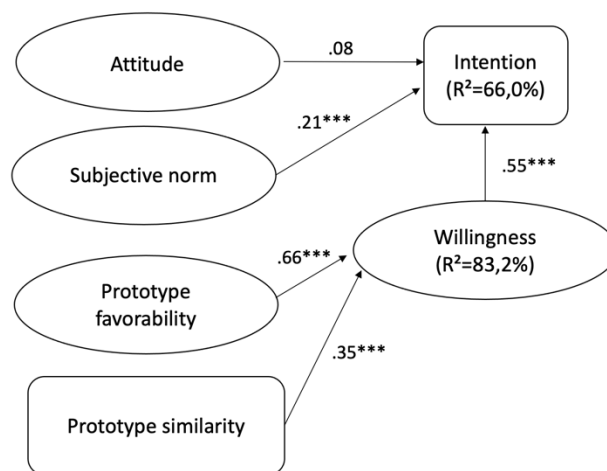 Attitude
.08
Intention
(R²=66,0%)
.21***
Subjective norm
.55***
Willingness
(R²=83,2%)
.66***
Prototype
favorability
.35***
Prototype similarity